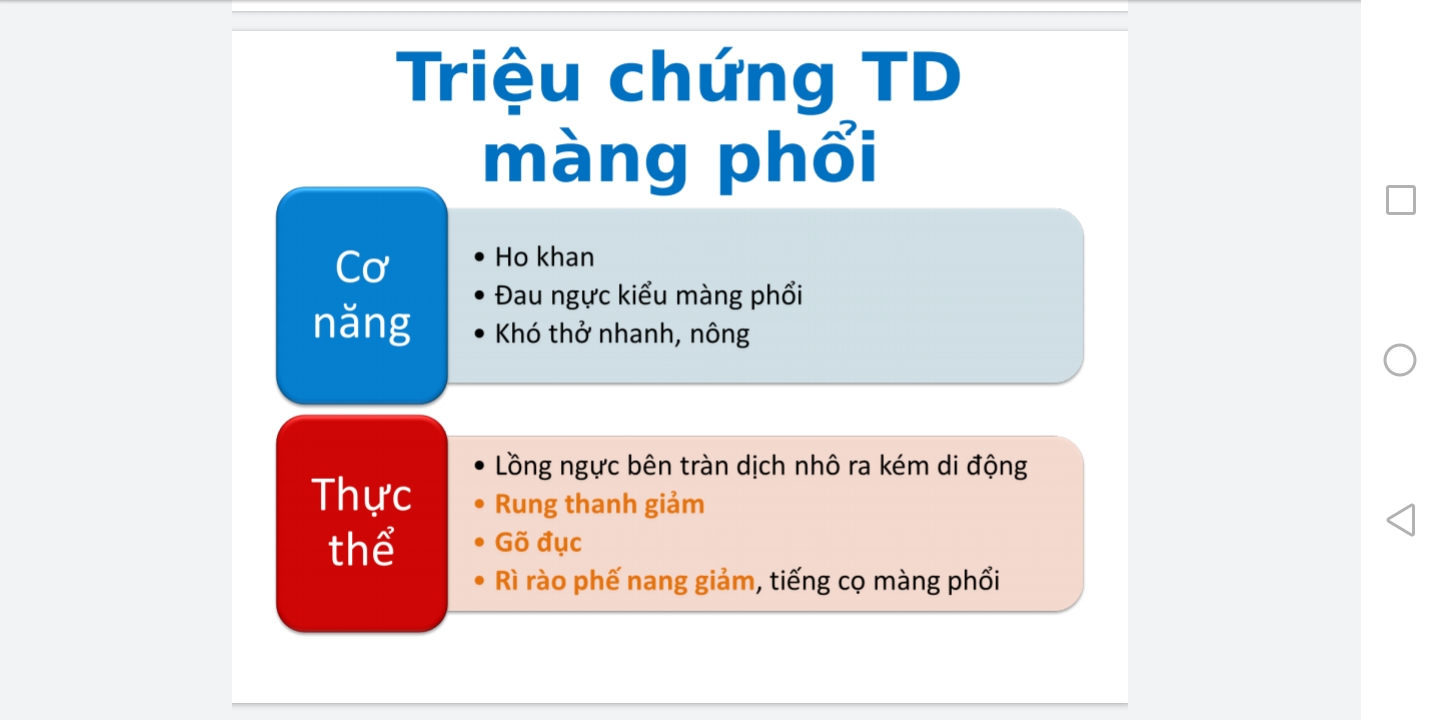 Triệu chứng TD
màng phổi
Cơ
năng
• Ho khan
• Đau ngực kiểu màng phổi
• Khó thở nhanh, nông
Thực
thể
• Lồng ngực bên tràn dịch nhô ra kém di động
• Rung thanh giảm
• Gõ đục
• Rì rào phế nang giảm, tiếng cọ màng phổi